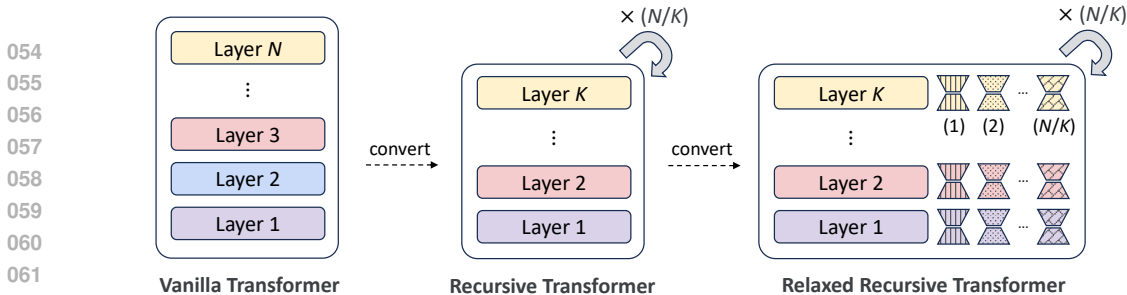 054
055
056
057
058
059
060
061
Layer N
⋮
Layer 3
Layer 2
Layer 1
Vanilla Transformer
convert
× (N/K)
Layer K
⋮
Layer 2
Layer 1
Recursive Transformer
convert
× (N/K)
Layer K
...
(1) (2) (N/K)
⋮
Layer 2
...
Layer 1
...
Relaxed Recursive Transformer